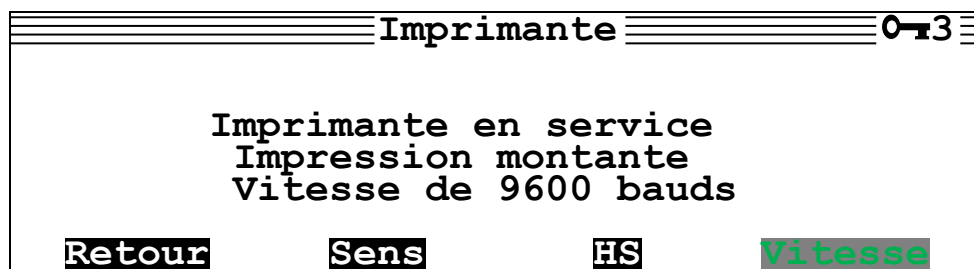 Imprimante 3
Imprimante en service
Impression montante
Vitesse de 9600 bauds
Retour Sens HS Vitesse